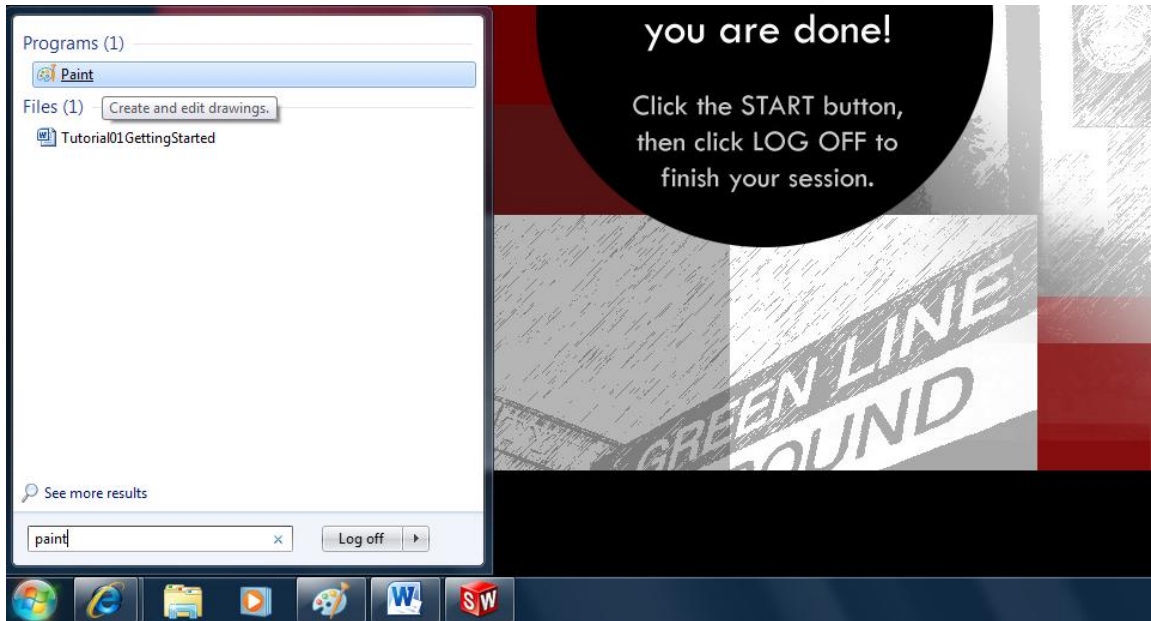 Programs (1)
Paint
Files (1)
Create and edit drawings.
Tutorial01GettingStarted
See more results
paint
Log off
you are done!
Click the START button,
then click LOG OFF to
finish your session.
GREEN LINE
OUND
W
SW